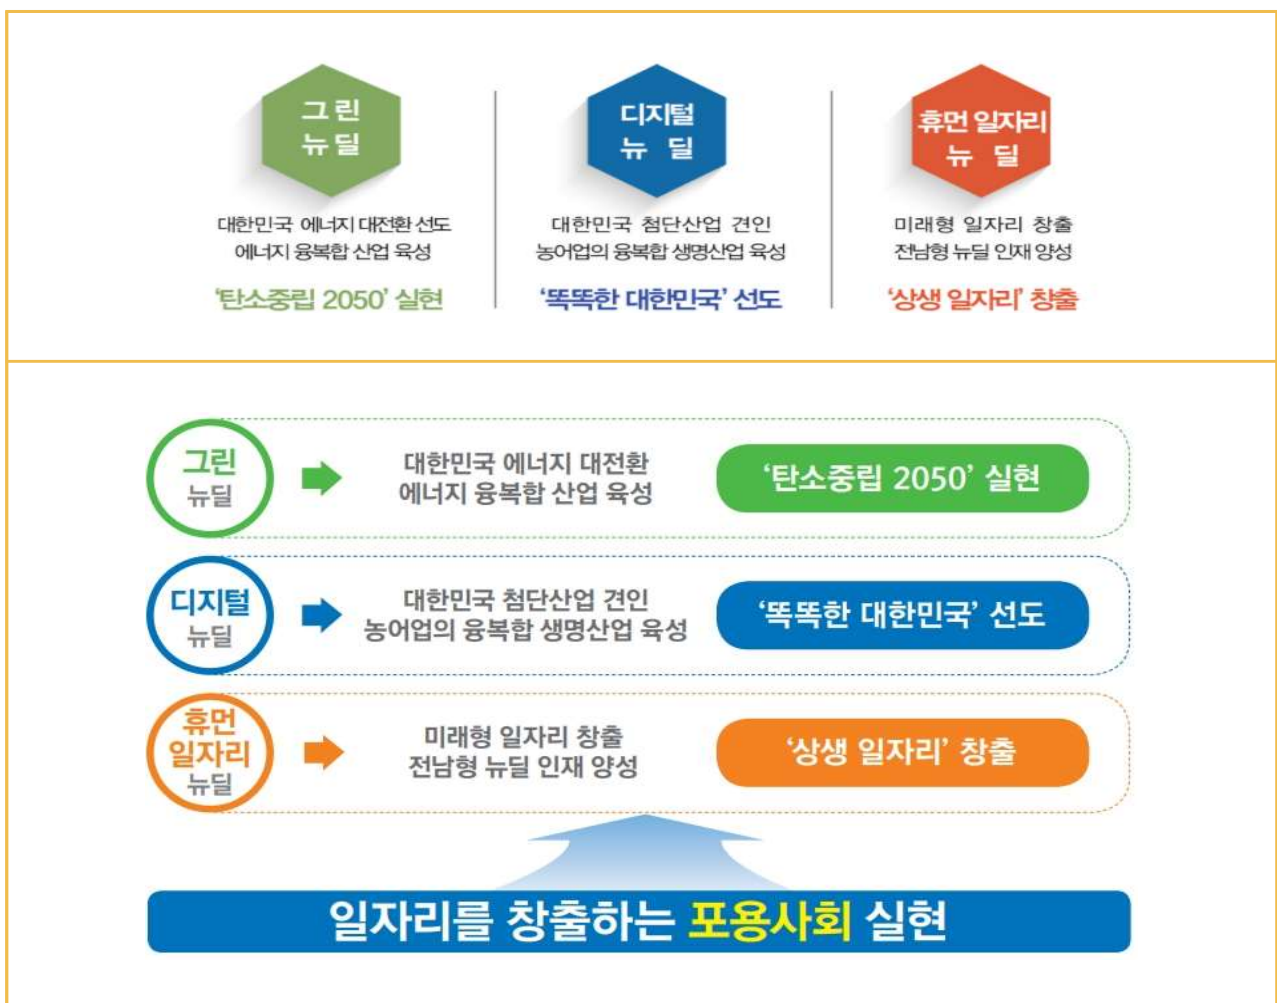 그린
뉴딜
대한민국 에너지 대전환 선도
에너지 융복합 산업 육성
‘탄소중립 2050’ 실현
디지털
뉴 딜
대한민국 첨단산업 견인
농어업의 융복합 생명산업 육성
‘똑똑한 대한민국’ 선도
휴먼 일자리
뉴 딜
미래형 일자리 창출
전남형 뉴딜 인재 양성
‘상생 일자리’ 창출
그린
뉴딜
대한민국 에너지 대전환
에너지 융복합 산업 육성
‘탄소중립 2050’ 실현
디지털
뉴딜
대한민국 첨단산업 견인
농어업의 융복합 생명산업 육성
‘똑똑한 대한민국’ 선도
휴먼
일자리
뉴딜
미래형 일자리 창출
전남형 뉴딜 인재 양성
‘상생 일자리’ 창출
일자리를 창출하는 포용사회 실현